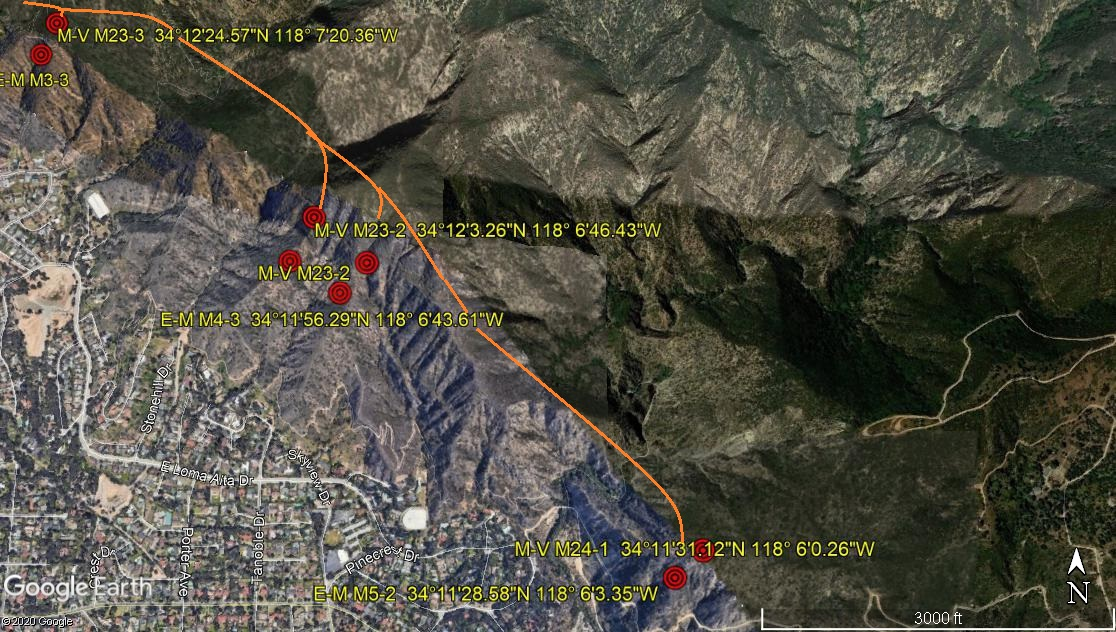 M-V M23-3 34°12'24.57"N 118° 7'20.36"W
E-M M3-3
M-V M23-2 34°12'3.26"N 118° 6'46.43"W
M-V M23-2
E-M M4-3 34°11'56.29"N 118° 6'43.61"W
Stonehill Dr
Skyview Dr
E Loma Alta Dr
Tanoble Dr
Porter Ave
Crest Dr
Pinecrest Dr
M-V M24-1 34°11'31.12"N 118° 6'0.26"W
E-M M5-2 34°11'28.58"N 118° 6'3.35"W
Google Earth
N
3000 ft
©2020 Google